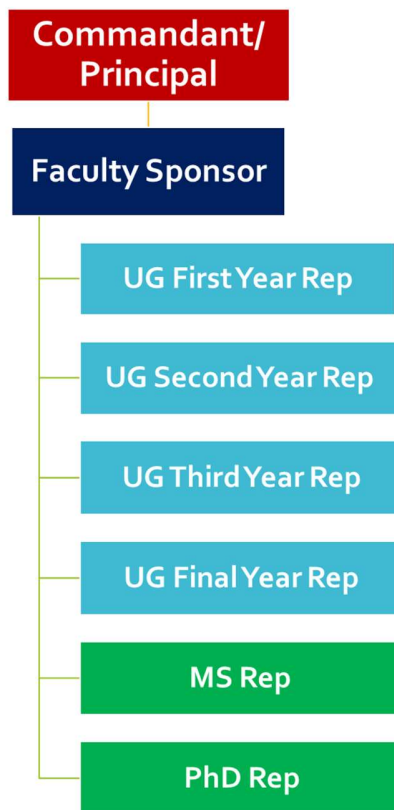 Commandant/
Principal
Faculty Sponsor
UG First Year Rep
UG Second Year Rep
UG Third Year Rep
UG Final Year Rep
MS Rep
PhD Rep